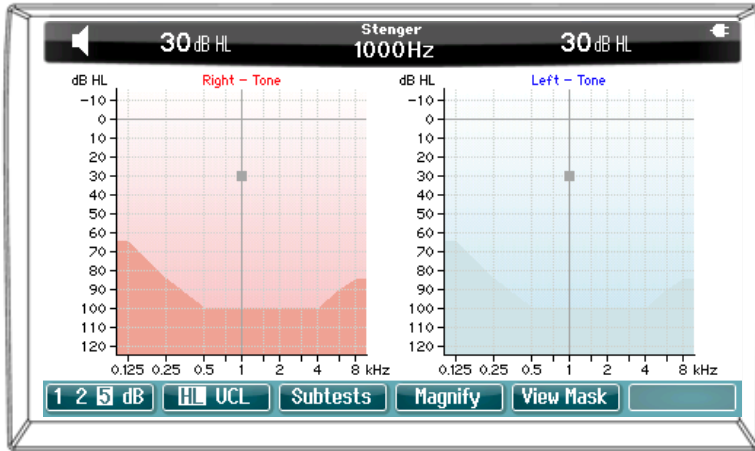 Stenger
30 dB HL 1000Hz 30 dB HL
dB HL Right - Tone dB HL Left - Tone
-10 -10
0 0
10 10
20 20
30 30
40 40
50 50
60 60
70 70
80 80
90 90
100 100
110 110
120 120
0.125 0.25 0.5 1 2 4 8 kHz 0.125 0.25 0.5 1 2 4 8 kHz
1 2 5 dB HL UCL Subtests Magnify View Mask